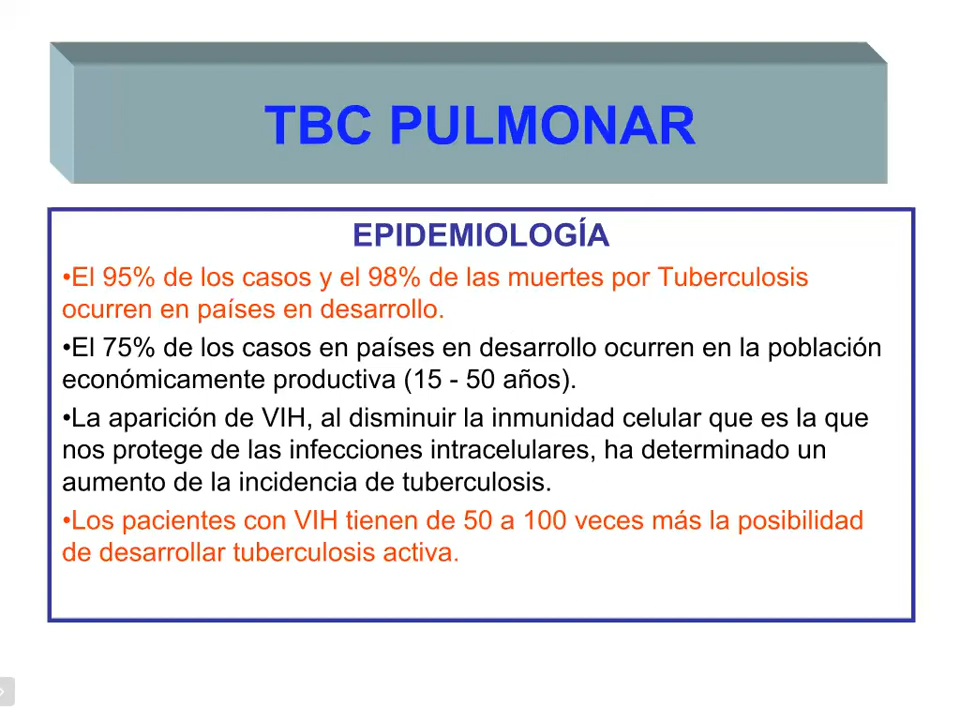 TBC PULMONAR
EPIDEMIOLOGÍA
•El 95% de los casos y el 98% de las muertes por Tuberculosis
ocurren en países en desarrollo.
•El 75% de los casos en países en desarrollo ocurren en la población
económicamente productiva (15 - 50 años).
•La aparición de VIH, al disminuir la inmunidad celular que es la que
nos protege de las infecciones intracelulares, ha determinado un
aumento de la incidencia de tuberculosis.
•Los pacientes con VIH tienen de 50 a 100 veces más la posibilidad
de desarrollar tuberculosis activa.